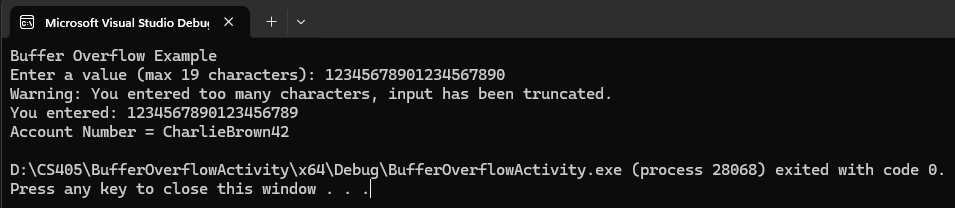 Microsoft Visual Studio Debug
Buffer Overflow Example
Enter a value (max 19 characters): 12345678901234567890
Warning: You entered too many characters, input has been truncated.
You entered: 1234567890123456789
Account Number = CharlieBrown42
D:\CS405\BufferOverflowActivity\x64\Debug\BufferOverflowActivity.exe (process 28068) exited with code 0.
Press any key to close this window . . .